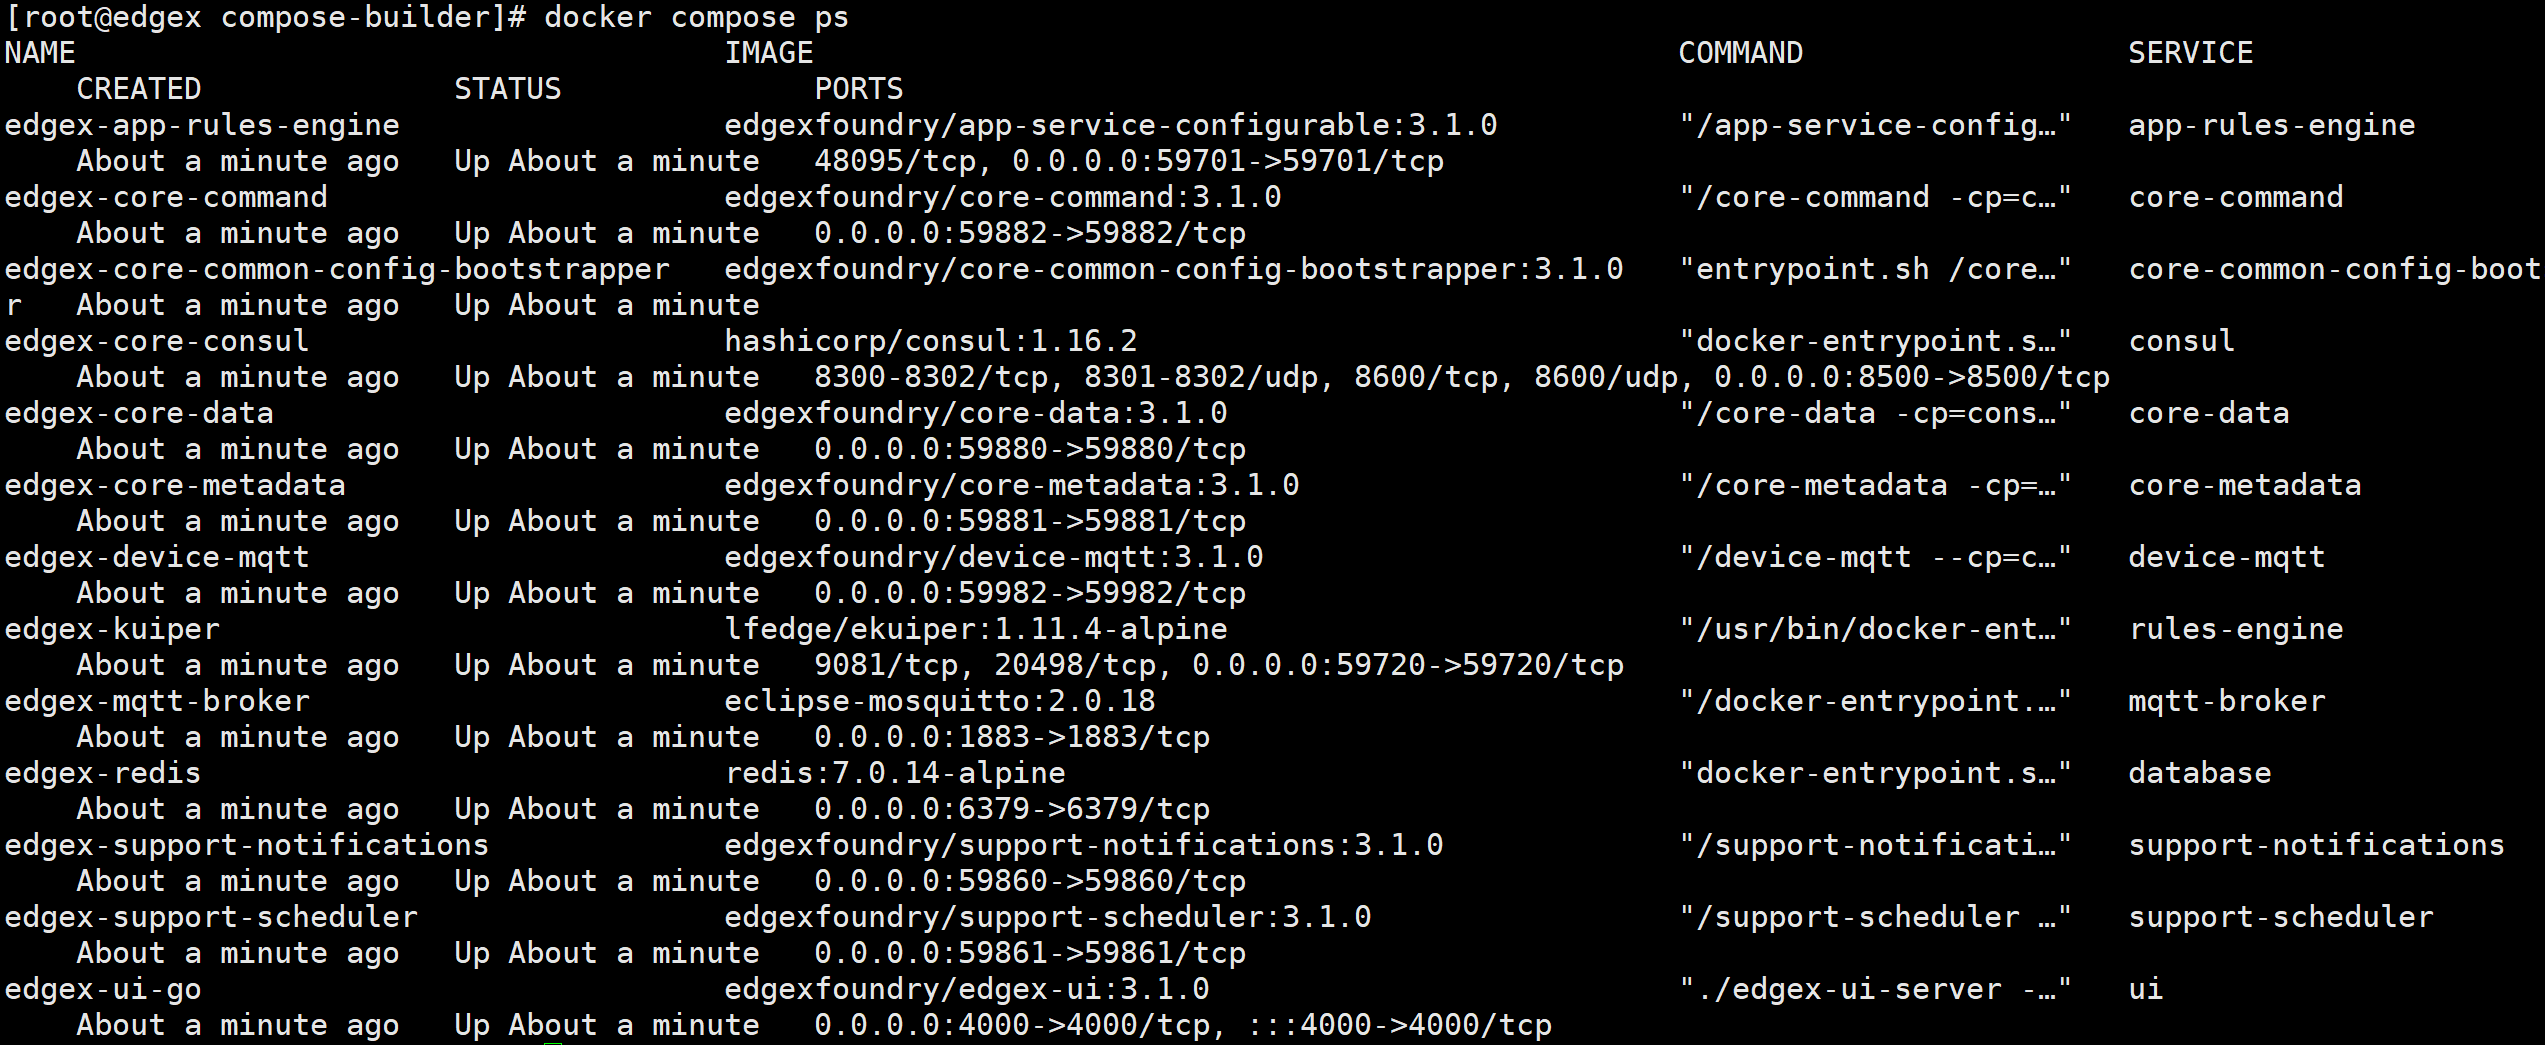 [root@edgex compose-builder]# docker compose ps
NAME                                    IMAGE                                                COMMAND                  SERVICE
    CREATED              STATUS              PORTS
edgex-app-rules-engine                  edgexfoundry/app-service-configurable:3.1.0          "/app-service-config…"   app-rules-engine
    About a minute ago   Up About a minute   48095/tcp, 0.0.0.0:59701->59701/tcp
edgex-core-command                      edgexfoundry/core-command:3.1.0                      "/core-command -cp=c…"   core-command
    About a minute ago   Up About a minute   0.0.0.0:59882->59882/tcp
edgex-core-common-config-bootstrapper   edgexfoundry/core-common-config-bootstrapper:3.1.0   "entrypoint.sh /core…"   core-common-config-boot
r   About a minute ago   Up About a minute
edgex-core-consul                       hashicorp/consul:1.16.2                              "docker-entrypoint.s…"   consul
    About a minute ago   Up About a minute   8300-8302/tcp, 8301-8302/udp, 8600/tcp, 8600/udp, 0.0.0.0:8500->8500/tcp
edgex-core-data                         edgexfoundry/core-data:3.1.0                         "/core-data -cp=cons…"   core-data
    About a minute ago   Up About a minute   0.0.0.0:59880->59880/tcp
edgex-core-metadata                     edgexfoundry/core-metadata:3.1.0                     "/core-metadata -cp=…"   core-metadata
    About a minute ago   Up About a minute   0.0.0.0:59881->59881/tcp
edgex-device-mqtt                       edgexfoundry/device-mqtt:3.1.0                       "/device-mqtt --cp=c…"   device-mqtt
    About a minute ago   Up About a minute   0.0.0.0:59982->59982/tcp
edgex-kuiper                            lfedge/ekuiper:1.11.4-alpine                         "/usr/bin/docker-ent…"   rules-engine
    About a minute ago   Up About a minute   9081/tcp, 20498/tcp, 0.0.0.0:59720->59720/tcp
edgex-mqtt-broker                       eclipse-mosquitto:2.0.18                             "/docker-entrypoint.…"   mqtt-broker
    About a minute ago   Up About a minute   0.0.0.0:1883->1883/tcp
edgex-redis                             redis:7.0.14-alpine                                  "docker-entrypoint.s…"   database
    About a minute ago   Up About a minute   0.0.0.0:6379->6379/tcp
edgex-support-notifications             edgexfoundry/support-notifications:3.1.0             "/support-notificati…"   support-notifications
    About a minute ago   Up About a minute   0.0.0.0:59860->59860/tcp
edgex-support-scheduler                 edgexfoundry/support-scheduler:3.1.0                 "/support-scheduler …"   support-scheduler
    About a minute ago   Up About a minute   0.0.0.0:59861->59861/tcp
edgex-ui-go                             edgexfoundry/edgex-ui:3.1.0                          "./edgex-ui-server -…"   ui
    About a minute ago   Up About a minute   0.0.0.0:4000->4000/tcp, :::4000->4000/tcp